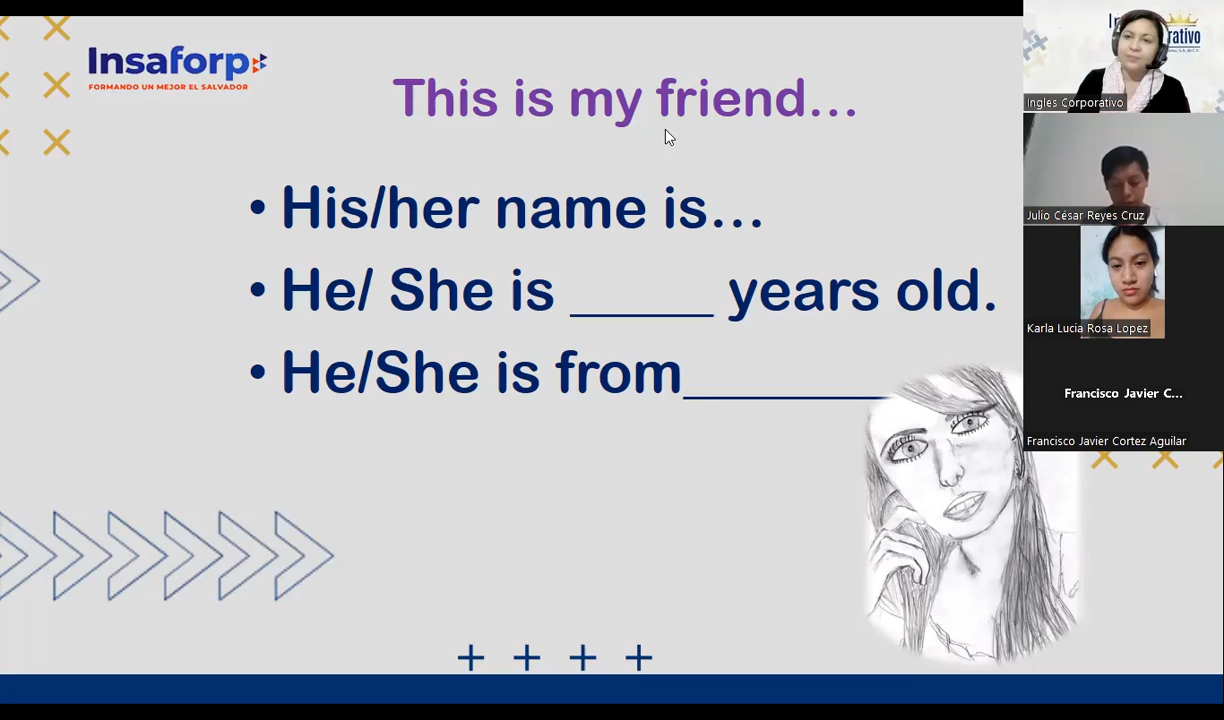 Insaforp
FORMANDO UN MEJOR EL SALVADOR
This is my friend...
• His/her name is...
• He/ She is _____ years old.
• He/She is from________
rativo
Ingles Corporativo
Julio César Reyes Cruz
Karla Lucia Rosa Lopez
Francisco Javier C...
Francisco Javier Cortez Aguilar